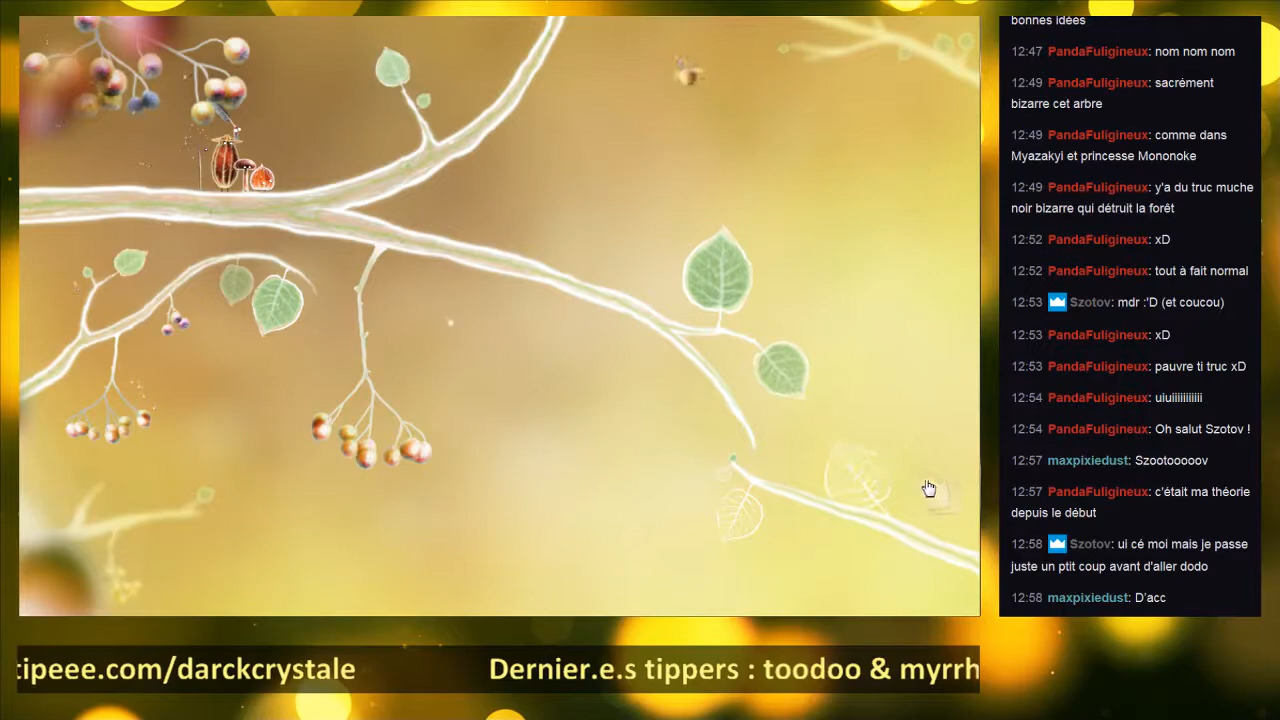 bonnes idées
12:47 PandaFuligineux: nom nom nom
12:49 PandaFuligineux: sacrément
bizarre cet arbre
12:49 PandaFuligineux: comme dans
Myazakyi et princesse Mononoke
12:49 PandaFuligineux: y'a du truc muche
noir bizarre qui détruit la forêt
12:52 PandaFuligineux: xD
12:52 PandaFuligineux: tout à fait normal
12:53 Szotov: mdr :'D (et coucou)
12:53 PandaFuligineux: xD
12:53 PandaFuligineux: pauvre ti truc xD
12:54 PandaFuligineux: uiuiiiiiiiiiii
12:54 PandaFuligineux: Oh salut Szotov !
12:57 maxpixiedust: Szootooooov
12:57 PandaFuligineux: c'était ma théorie
depuis le début
12:58 Szotov: ui cé moi mais je passe
juste un ptit coup avant d'aller dodo
12:58 maxpixiedust: D'acc
tipeee.com/darckcrystale Dernier.e.s tippers : toodoo & myrrh